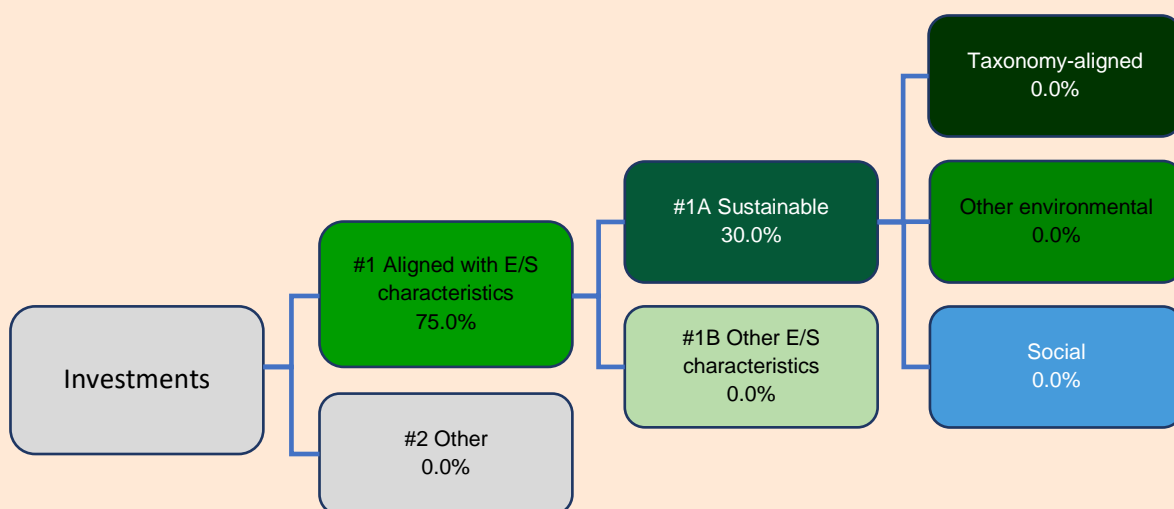 Taxonomy-aligned
0.0%
#1A Sustainable
30.0%
Other environmental
0.0%
#1 Aligned with E/S
characteristics
75.0%
Investments
#1B Other E/S
characteristics
0.0%
Social
0.0%
#2 Other
0.0%